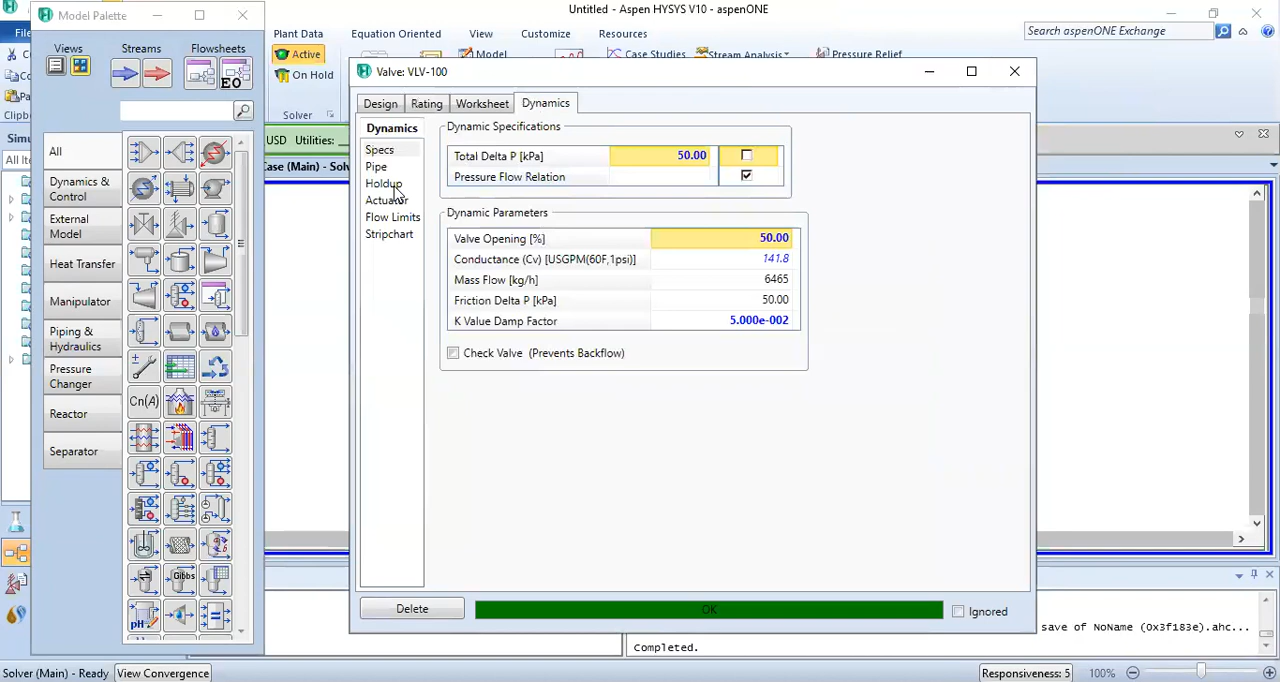 Untitled - Aspen HYSYS V10 - aspenONE
Model Palette
Views
Streams
Flowsheets
EO
File
Plant Data
Equation Oriented
View
Customize
Resources
Search aspenONE Exchange
Active
On Hold
Model
Case Studies
Stream Analysis
Pressure Relief
Solver
USD Utilities:
Case (Main) - Solv
All
Dynamics & Control
External Model
Heat Transfer
Manipulator
Piping & Hydraulics
Pressure Changer
Reactor
Separator
Cn(A)
Gibbs
pH
Valve: VLV-100
Design
Rating
Worksheet
Dynamics
Dynamics
Specs
Pipe
Holdup
Actuator
Flow Limits
Stripchart
Dynamic Specifications
Total Delta P [kPa] 50.00
Pressure Flow Relation
Dynamic Parameters
Valve Opening [%] 50.00
Conductance (Cv) [USGPM(60F,1psi)] 141.8
Mass Flow [kg/h] 6465
Friction Delta P [kPa] 50.00
K Value Damp Factor 5.000e-002
Check Valve (Prevents Backflow)
Delete
OK
Ignored
save of NoName (0x3f183e).ahc...
Completed.
Solver (Main) - Ready
View Convergence
Responsiveness: 5
100%